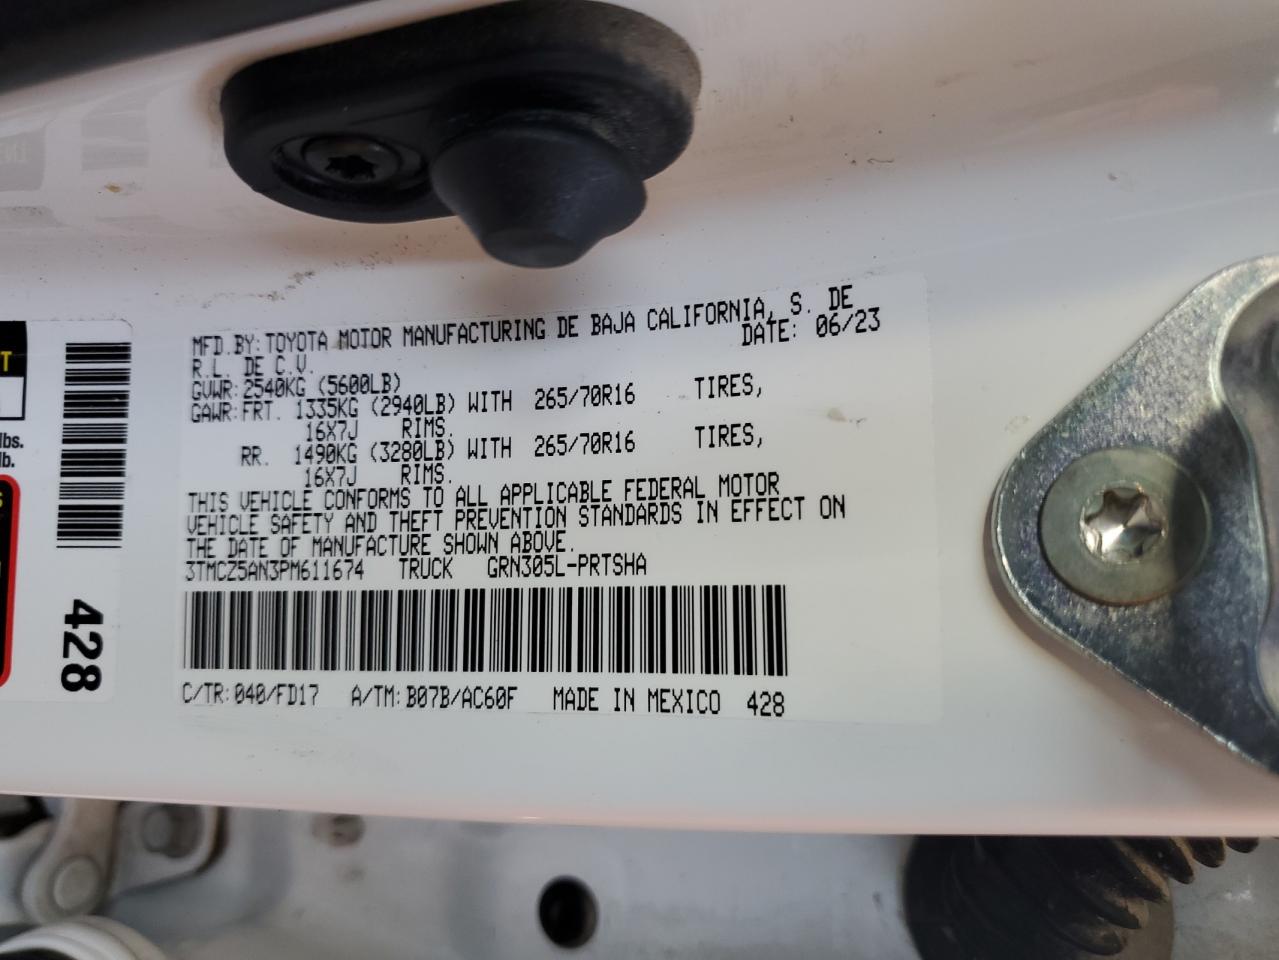 MFD.BY:TOYOTA MOTOR MANUFACTURING DE BAJA CALIFORNIA, S. DE
R.L. DE C.V. DATE: 06/23
GVWR: 2540KG (5600LB)
GAWR: FRT. 1335KG (2940LB) WITH 265/70R16 TIRES,
16X7J RIMS.
RR. 1490KG (3280LB) WITH 265/70R16 TIRES,
16X7J RIMS.
THIS VEHICLE CONFORMS TO ALL APPLICABLE FEDERAL MOTOR
VEHICLE SAFETY AND THEFT PREVENTION STANDARDS IN EFFECT ON
THE DATE OF MANUFACTURE SHOWN ABOVE.
3TMCZ5AN3PM611674 TRUCK GRN305L-PRTSHA
C/TR: 040/FD17 A/TM: B07B/AC60F MADE IN MEXICO 428
428
lbs.
lb.